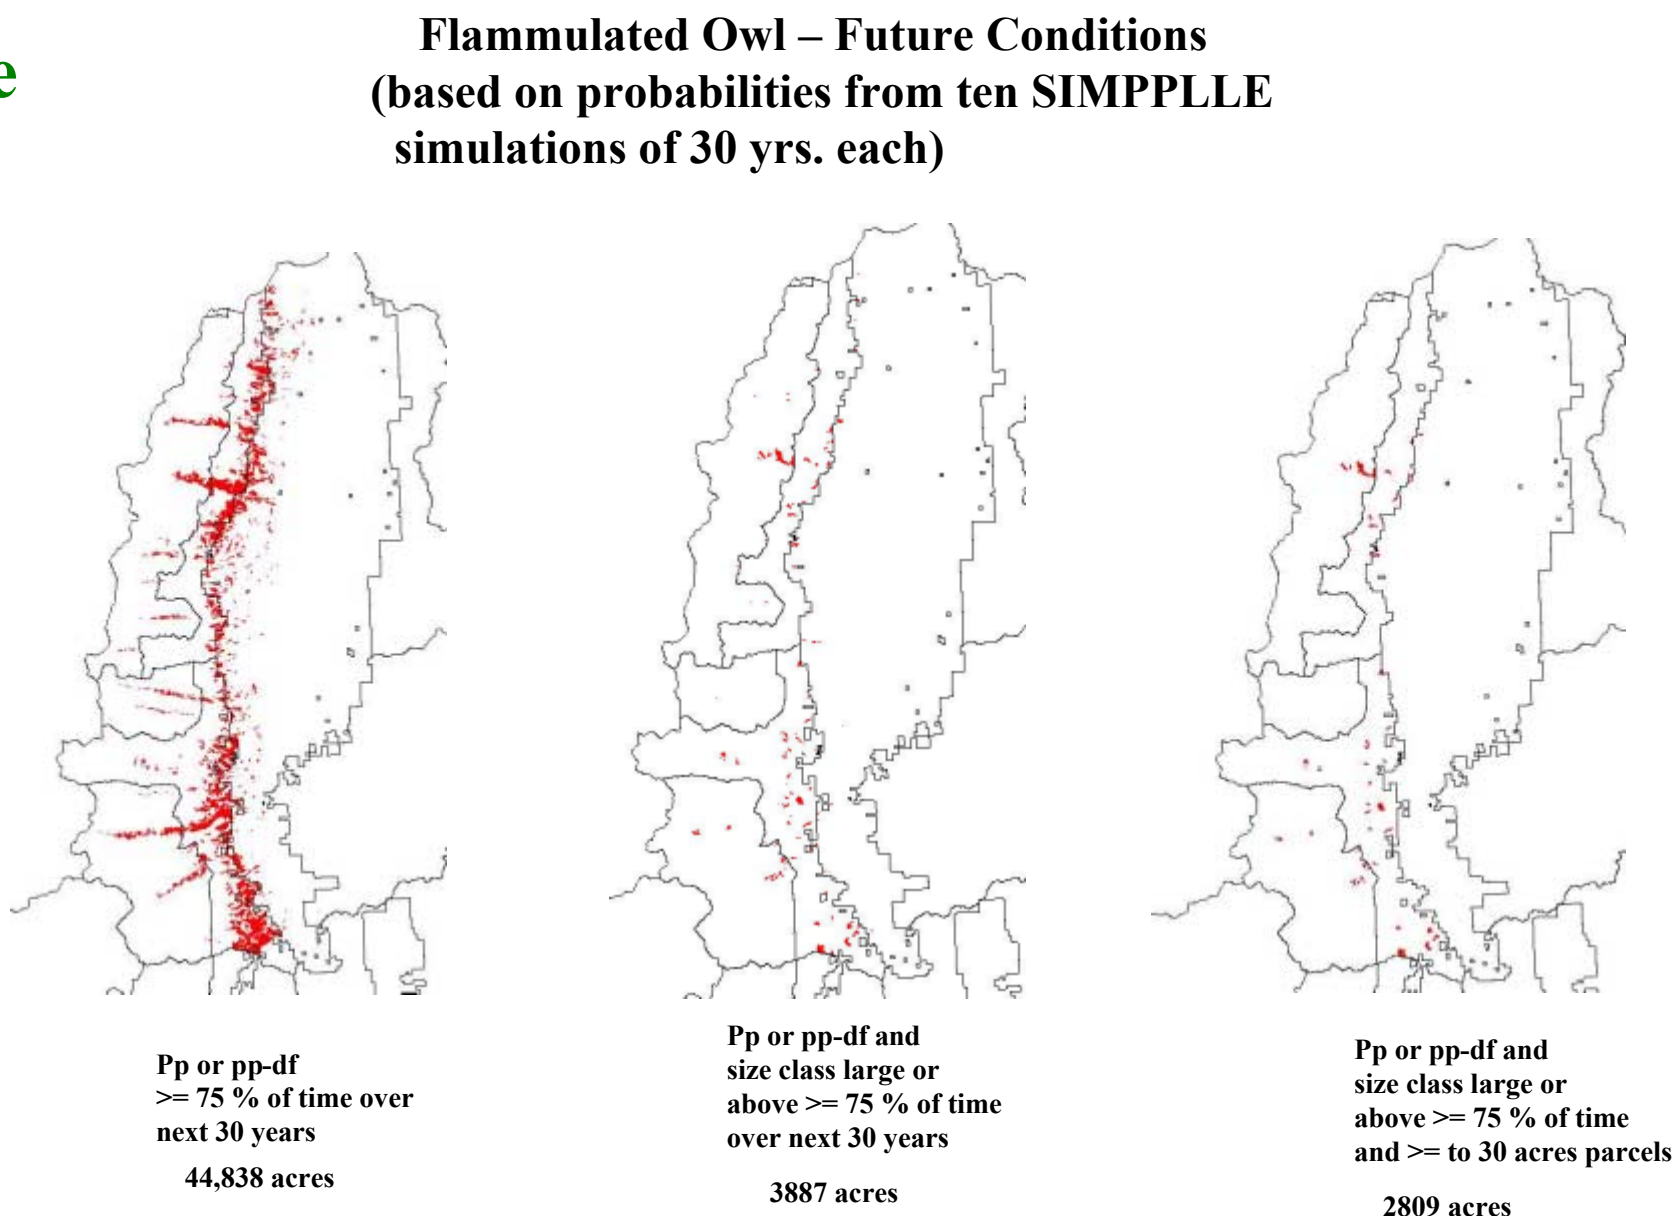 e
Flammulated Owl – Future Conditions
(based on probabilities from ten SIMPPLLE
simulations of 30 yrs. each)
Pp or pp-df
>= 75 % of time over
next 30 years
44,838 acres
Pp or pp-df and
size class large or
above >= 75 % of time
over next 30 years
3887 acres
Pp or pp-df and
size class large or
above >= 75 % of time
and >= to 30 acres parcels
2809 acres